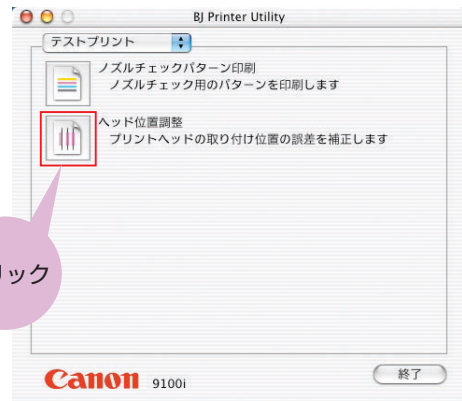 BJ Printer Utility
テストプリント
ノズルチェックパターン印刷
ノズルチェック用のパターンを印刷します
ヘッド位置調整
プリントヘッドの取り付け位置の誤差を補正します
リック
Canon 9100i
終了